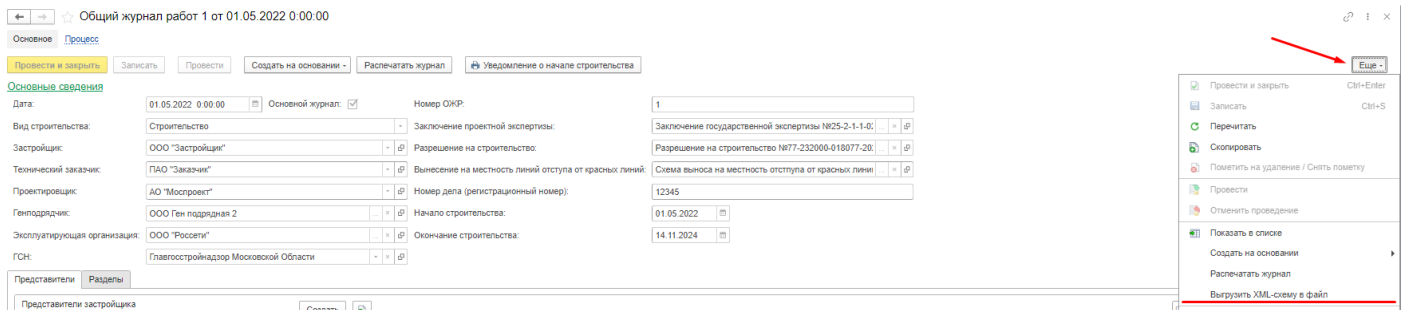 Общий журнал работ 1 от 01.05.2022 0:00:00
Основное Процесс
Провести и закрыть Записать Провести Создать на основании Распечатать журнал Уведомление о начале строительства Еще
Основные сведения
Дата: 01.05.2022 0:00:00 Основной журнал: Номер ОЖР: 1
Вид строительства: Строительство Заключение проектной экспертизы: Заключение государственной экспертизы №25-2-1-1-0
Застройщик: ООО "Застройщик" Разрешение на строительство: Разрешение на строительство №77-232000-018077-20
Технический заказчик: ПАО "Заказчик" Вынесение на местность линий отступа от красных линий: Схема выноса на местность отстпупа от красных лини
Проектировщик: АО "Моспроект" Номер дела (регистрационный номер): 12345
Генподрядчик: ООО Ген подрядная 2 Начало строительства: 01.05.2022
Эксплуатирующая организация: ООО "Россети" Окончание строительства: 14.11.2024
ГСН: Главгосстройнадзор Московской Области
Представители Разделы
Представители застройщика
Создать
Провести и закрыть Ctrl+Enter
Записать Ctrl+S
Перечитать
Скопировать
Пометить на удаление / Снять пометку
Провести
Отменить проведение
Показать в списке
Создать на основании
Распечатать журнал
Выгрузить XML-схему в файл